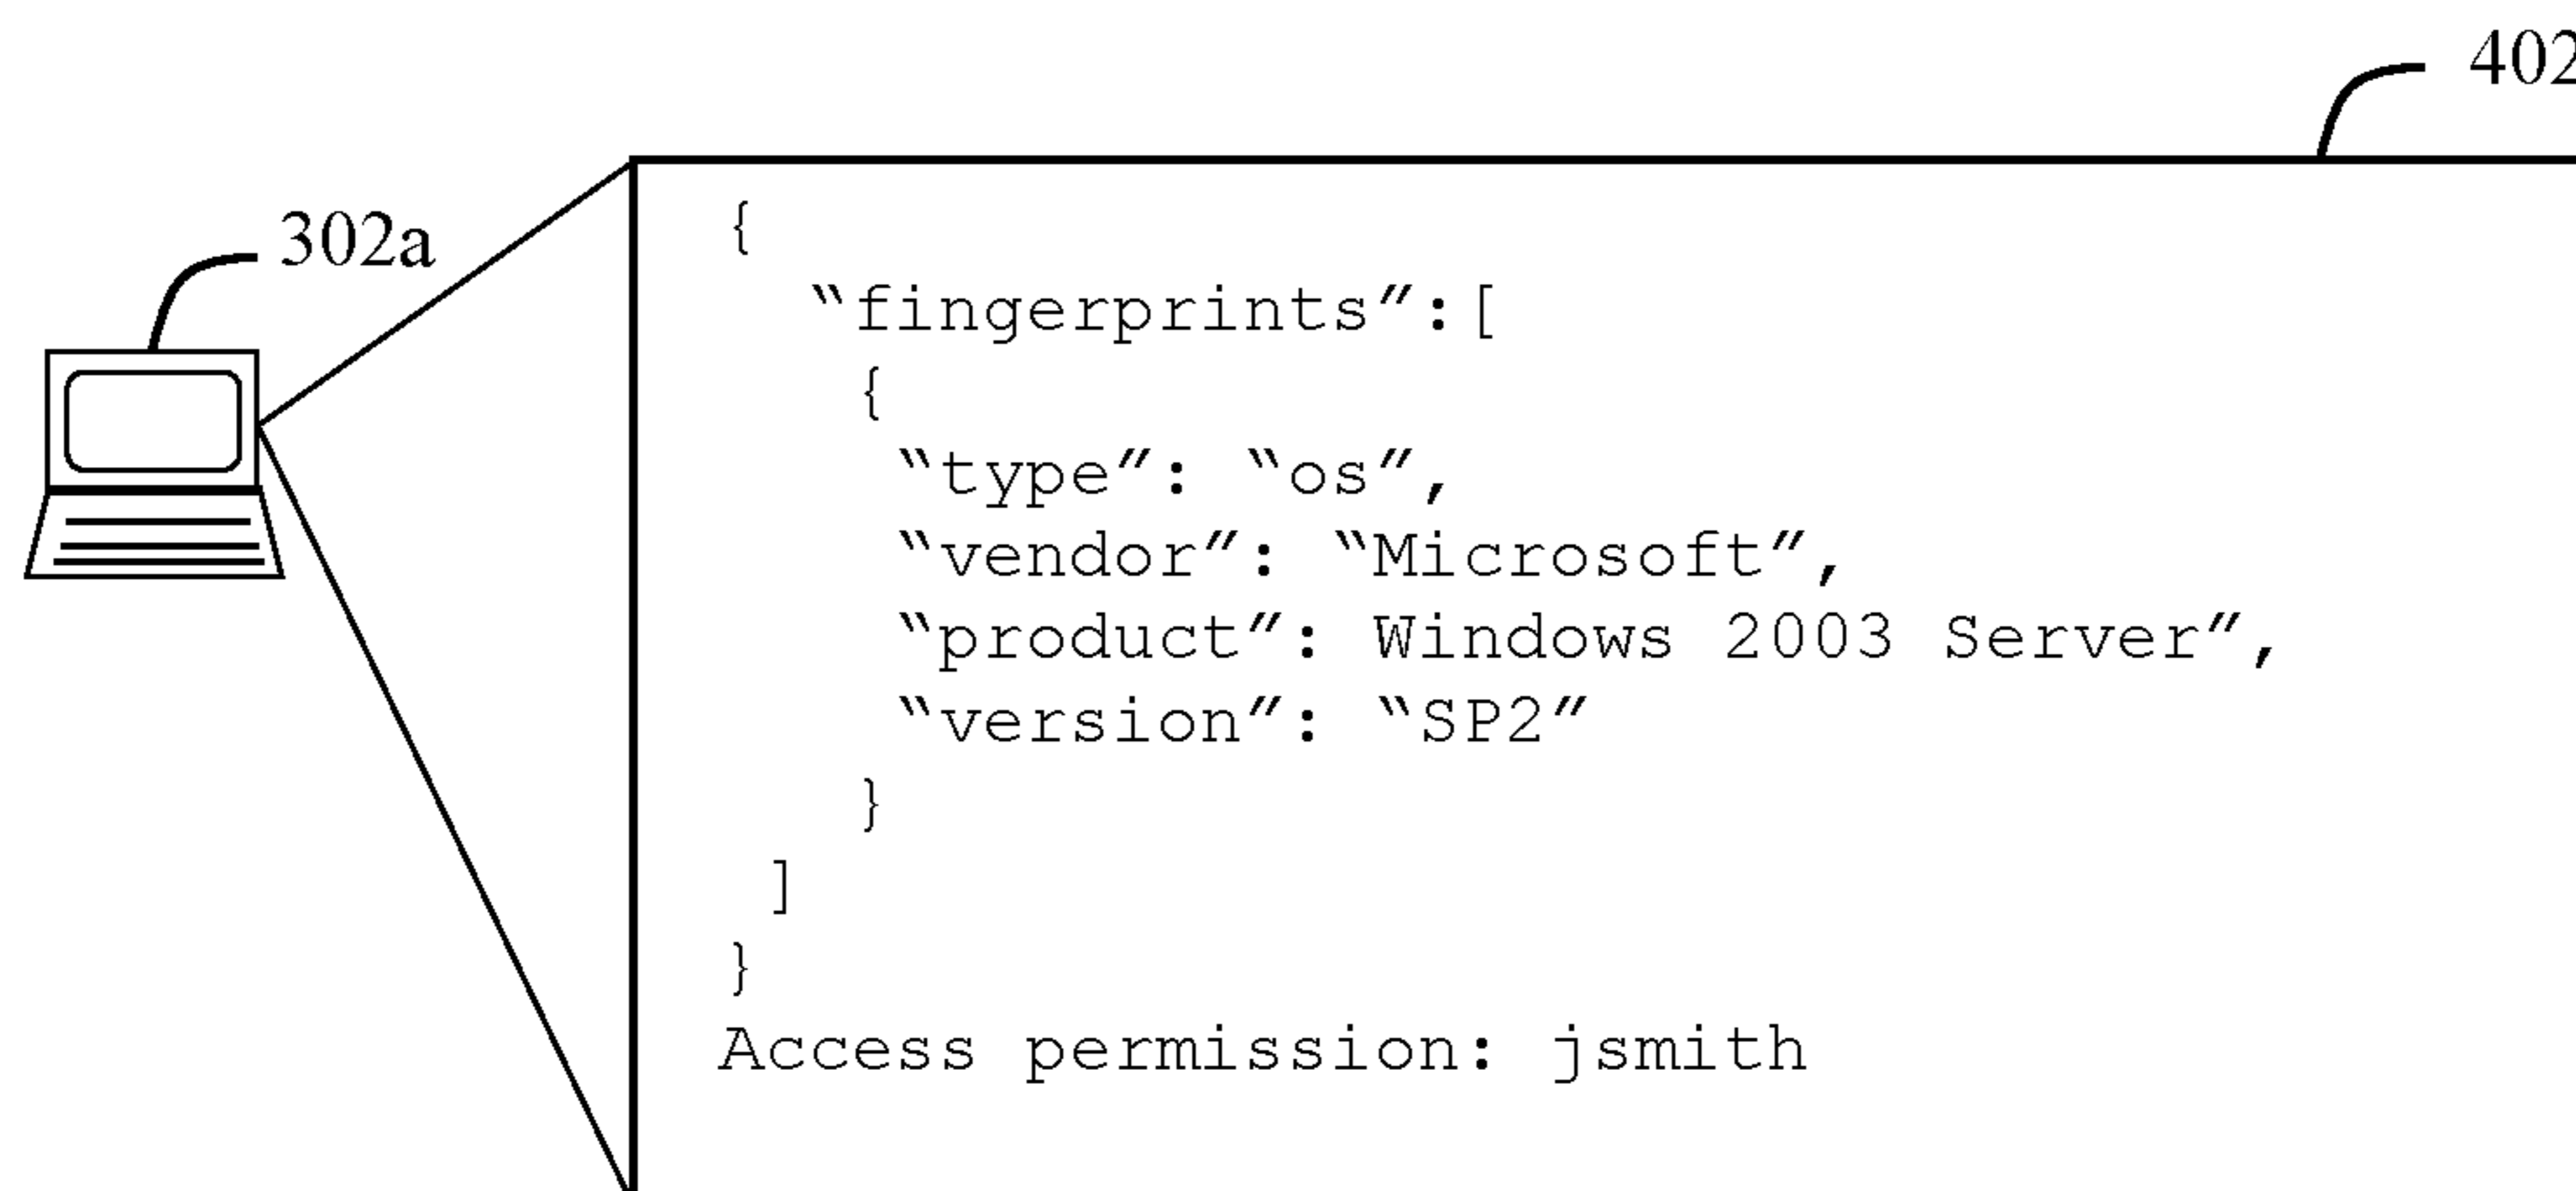 402
302a
{
“fingerprints”:[
{
“type”: “os”,
“vendor”: “Microsoft”,
“product”: Windows 2003 Server”,
“version”: “SP2”
}
]
}
Access permission: jsmith